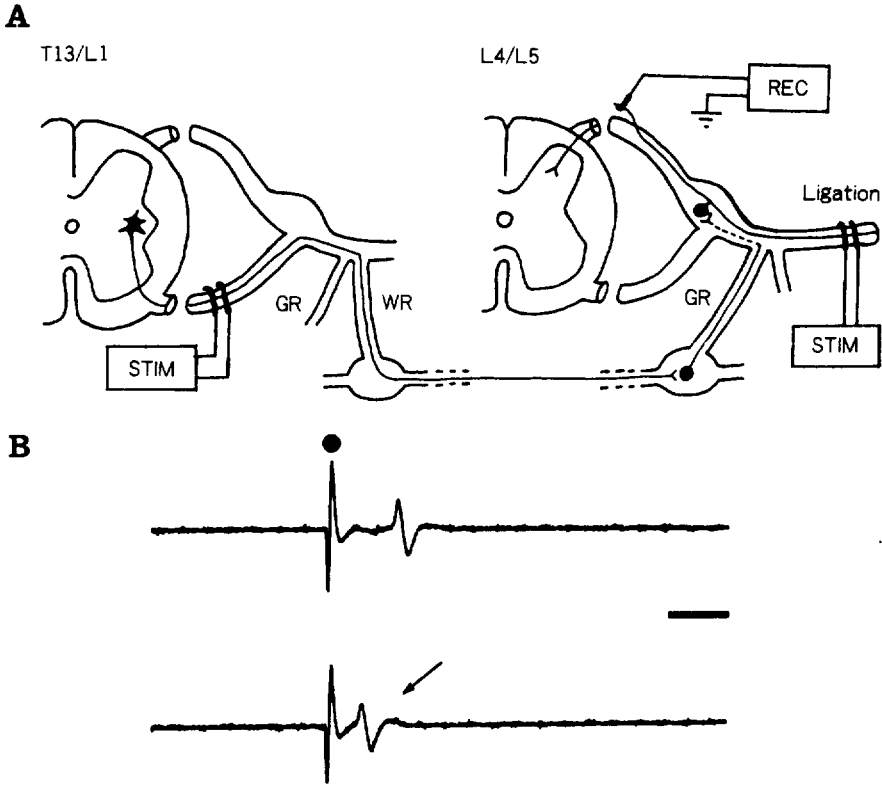 A
T13/L1
L4/L5
REC
Ligation
GR
WR
GR
STIM
STIM
B